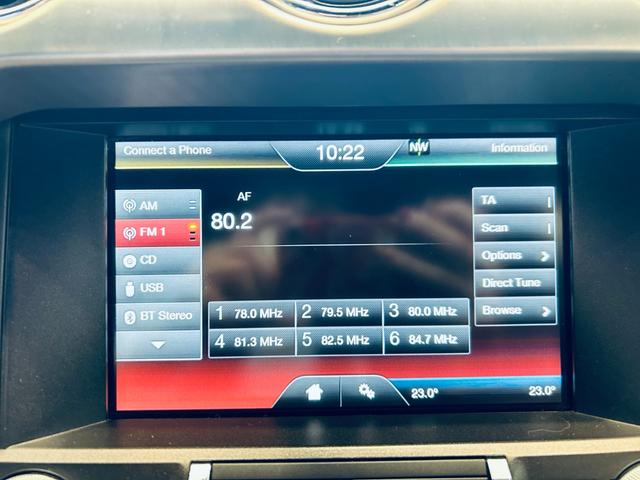 Connect a Phone
10:22
NW
Information
AM
FM 1
CD
USB
BT Stereo
AF
80.2
1 78.0 MHz 2 79.5 MHz 3 80.0 MHz
4 81.3 MHz 5 82.5 MHz 6 84.7 MHz
TA
Scan
Options
Direct Tune
Browse
23.0° 23.0°